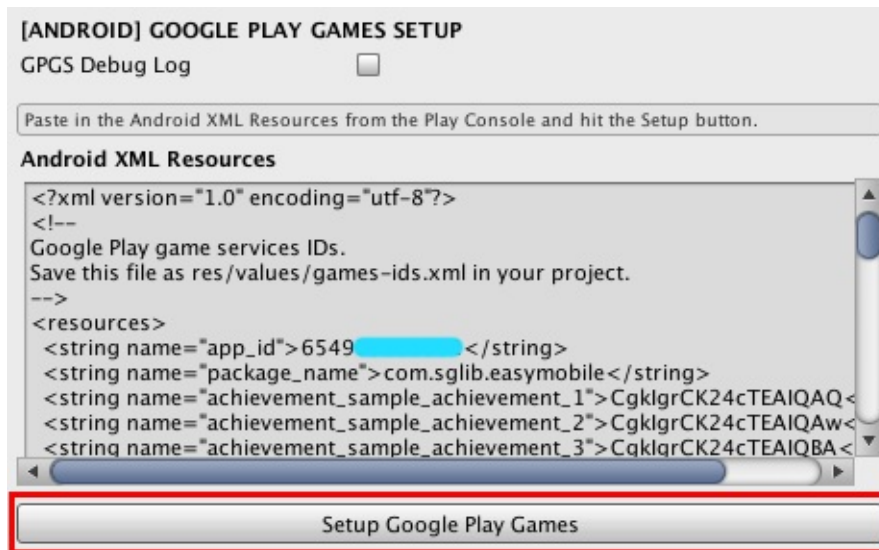 [ANDROID] GOOGLE PLAY GAMES SETUP
GPGS Debug Log
Paste in the Android XML Resources from the Play Console and hit the Setup button.
Android XML Resources
<?xml version="1.0" encoding="utf-8"?>
<!--
Google Play game services IDs.
Save this file as res/values/games-ids.xml in your project.
-->
<resources>
<string name="app_id">6549 </string>
<string name="package_name">com.sglib.easymobile</string>
<string name="achievement_sample_achievement_1">CgkIgrCK24cTEAIQAQ<
<string name="achievement_sample_achievement_2">CgkIgrCK24cTEAIQAw<
<string name="achievement_sample_achievement_3">CgkIgrCK24cTEAIQBA<
Setup Google Play Games